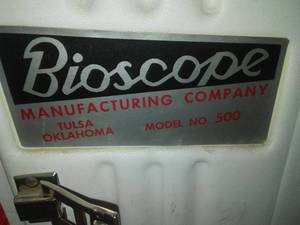 Bioscope
MANUFACTURING COMPANY
TULSA
OKLAHOMA MODEL NO. 500